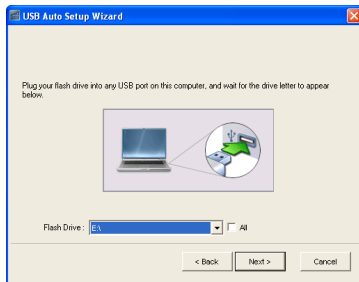 USB Auto Setup Wizard
Plug your flash drive into any USB port on this computer, and wait for the drive letter to appear
below.
Flash Drive : E:\ All
< Back Next > Cancel